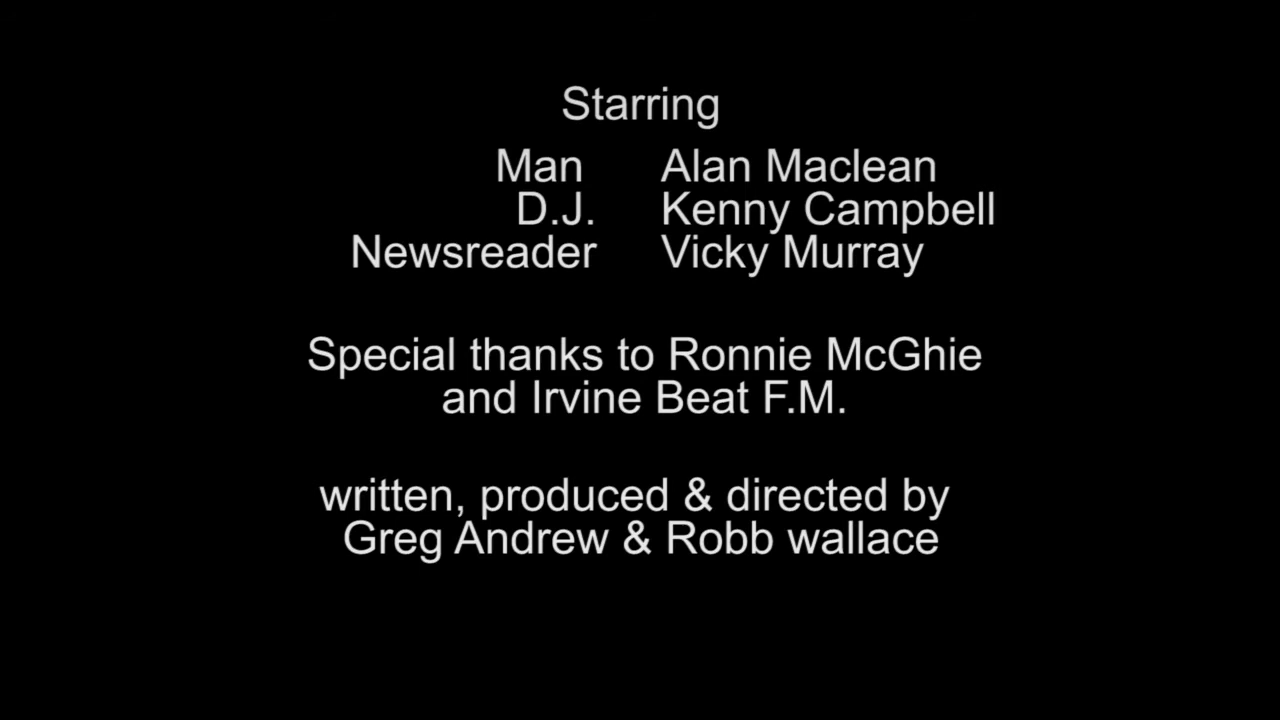 Starring
Man Alan Maclean
D.J. Kenny Campbell
Newsreader Vicky Murray
Special thanks to Ronnie McGhie
and Irvine Beat F.M.
written, produced & directed by
Greg Andrew & Robb wallace